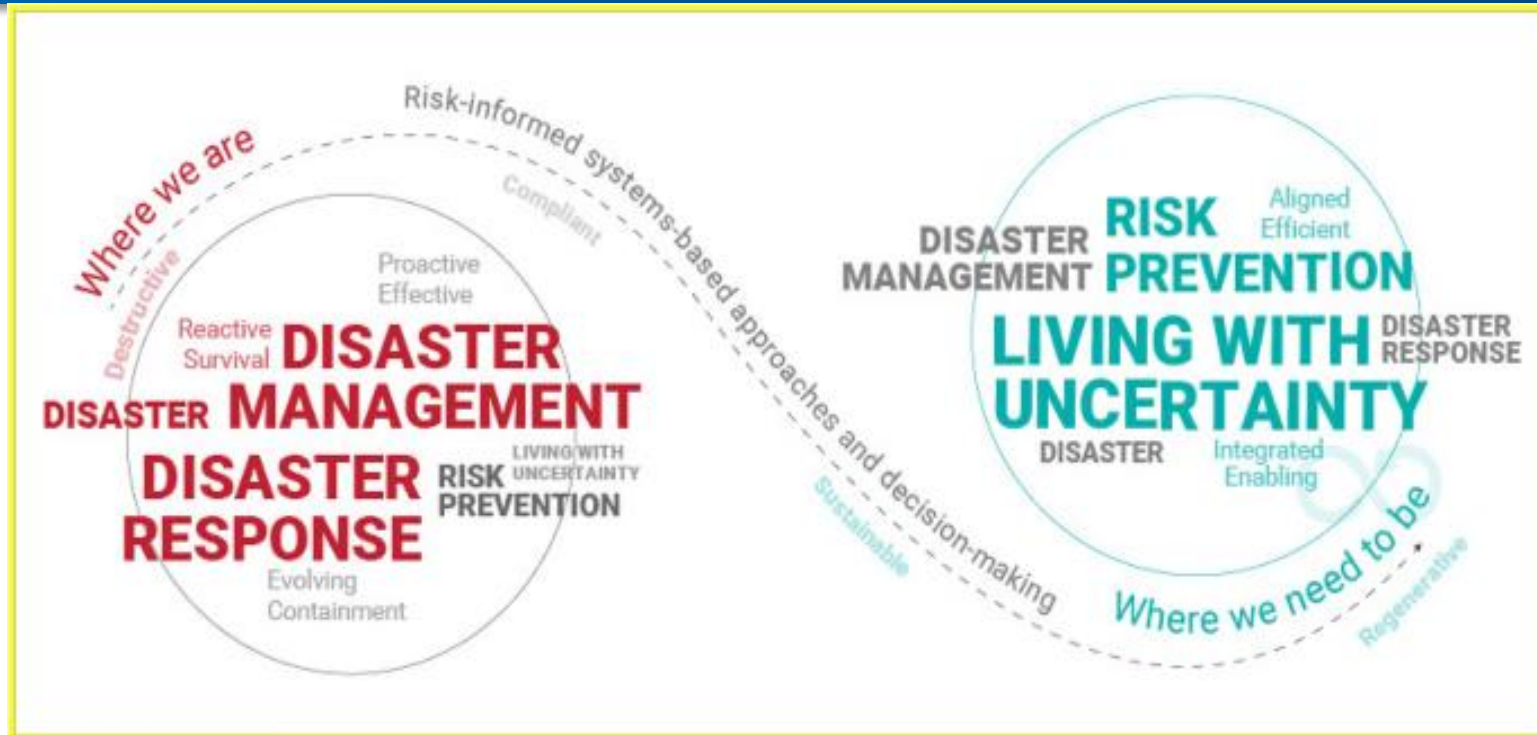 Where we are
Destructive
Risk-informed systems-based approaches and decision-making
Compliant
Proactive
Effective
Reactive
Survival
DISASTER
MANAGEMENT
DISASTER
DISASTER
RESPONSE
RISK
PREVENTION
LIVING WITH
UNCERTAINTY
Evolving
Containment
Sustainable
DISASTER
MANAGEMENT
RISK
PREVENTION
Aligned
Efficient
LIVING WITH
UNCERTAINTY
DISASTER
RESPONSE
DISASTER
Integrated
Enabling
Where we need to be
Regenerative